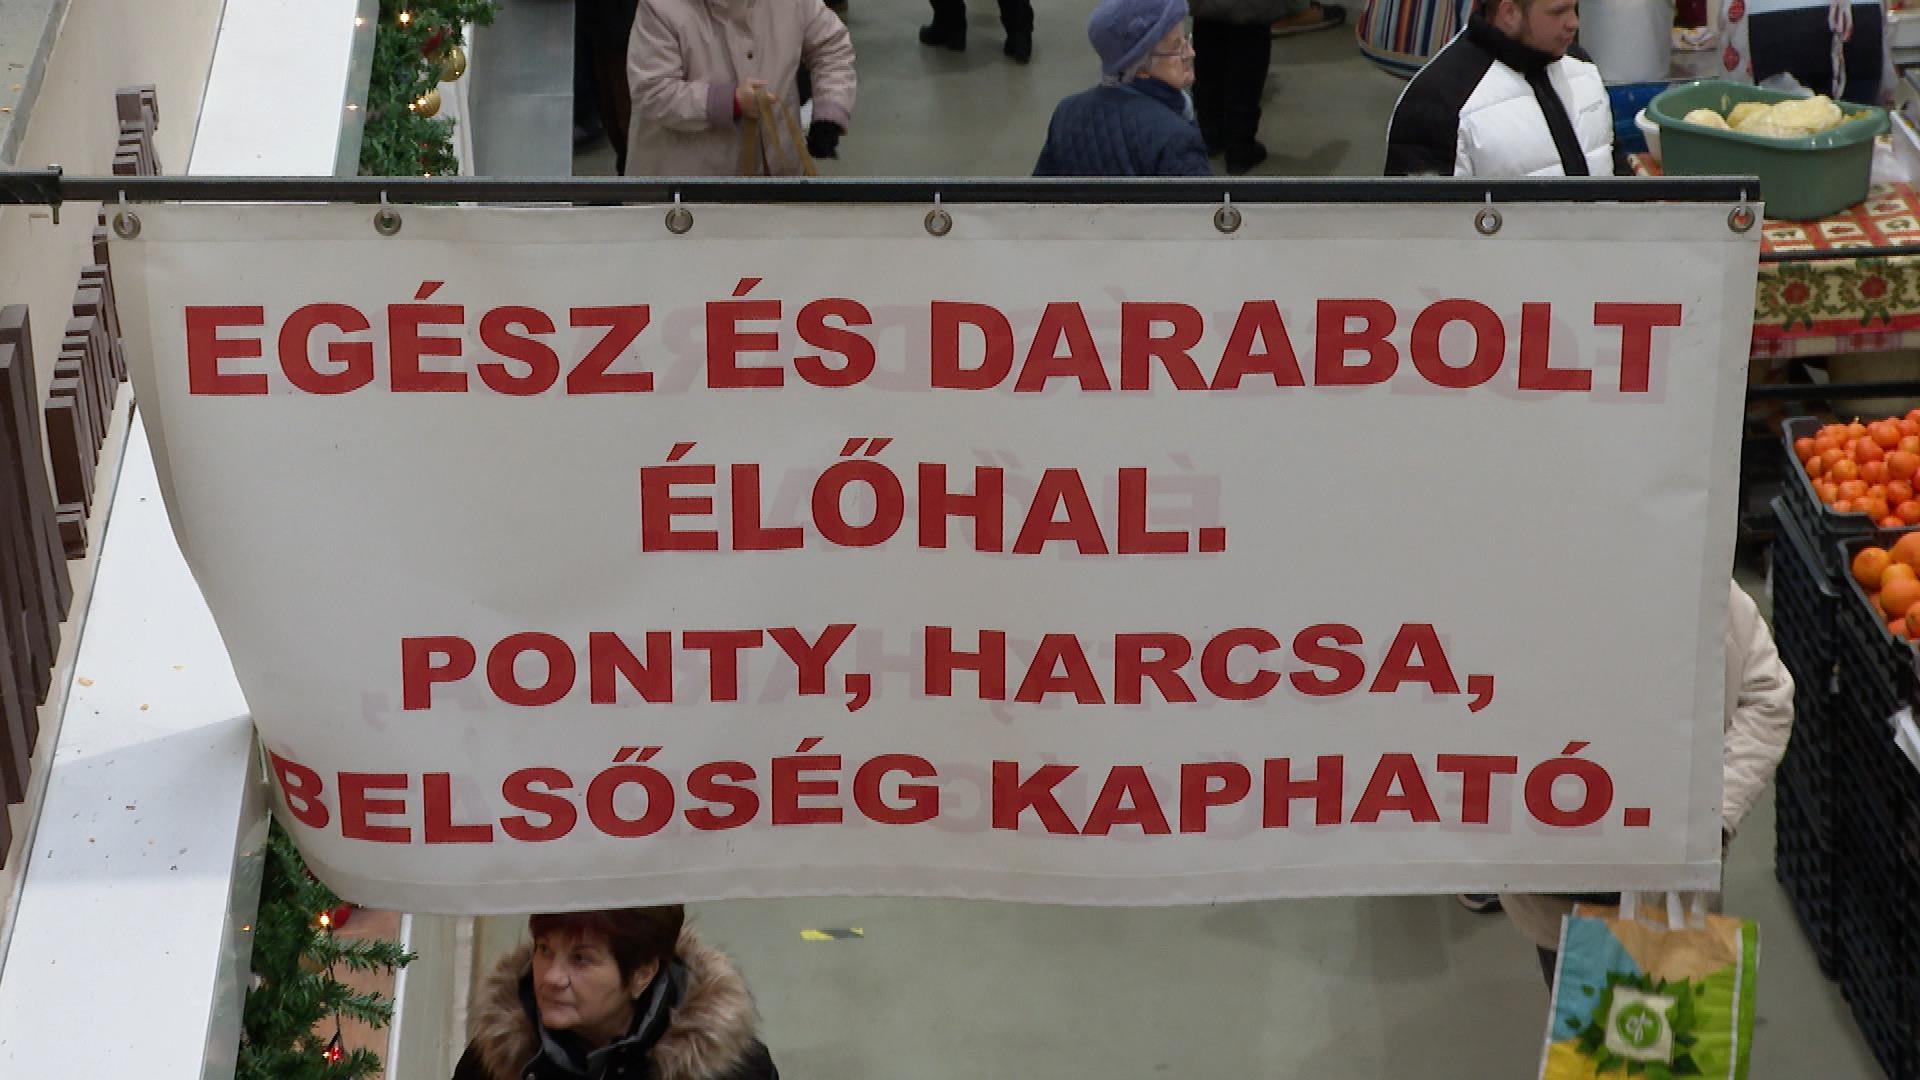 EGÉSZ ÉS DARABOLT
ÉLŐHAL.
PONTY, HARCSA,
BELSŐSÉG KAPHATÓ.